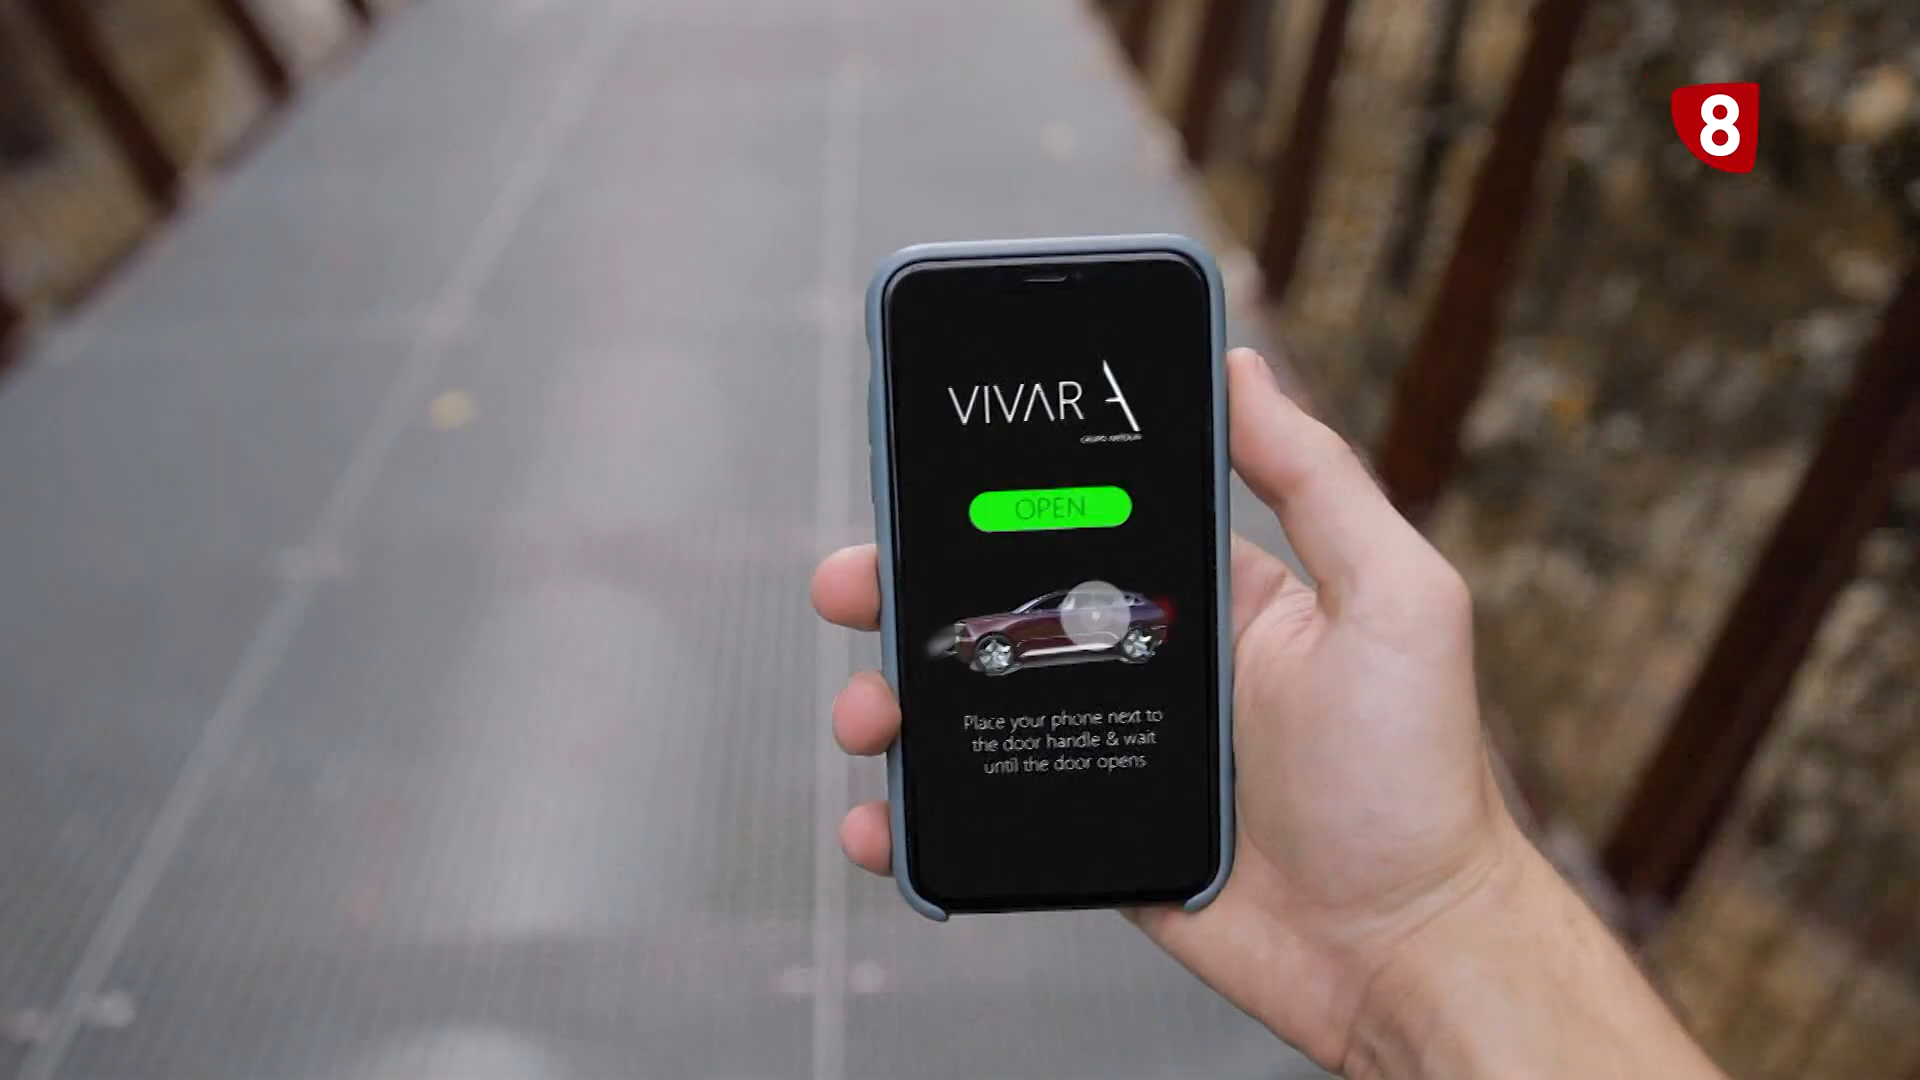 8
VIVAR
OPEN
Place your phone next to
the door handle & wait
until the door opens